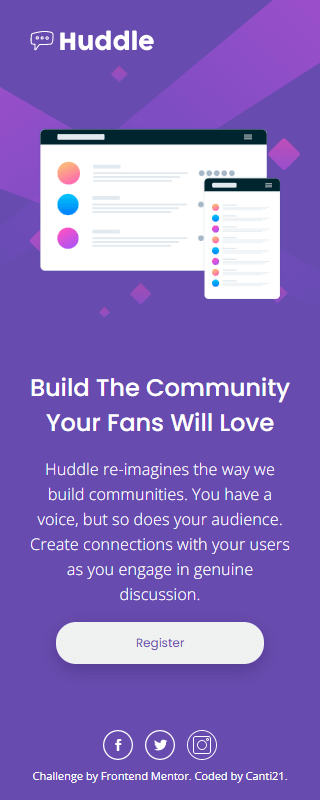 Huddle
Build The Community
Your Fans Will Love
Huddle re-imagines the way we
build communities. You have a
voice, but so does your audience.
Create connections with your users
as you engage in genuine
discussion.
Register
Challenge by Frontend Mentor. Coded by Canti21.